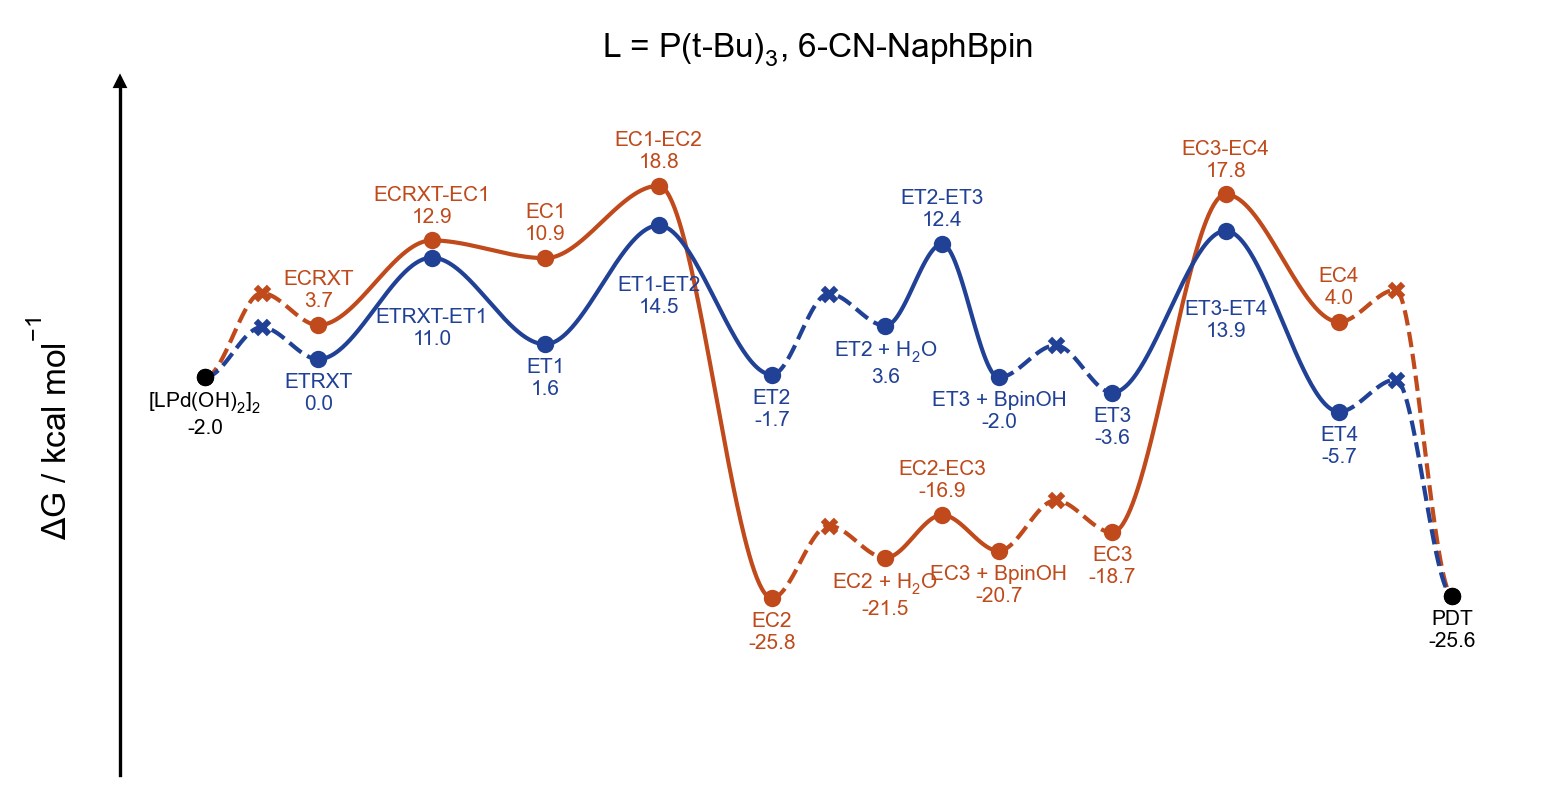 L = P(t-Bu)₃, 6-CN-NaphBpin
ΔG / kcal mol⁻¹
[LPd(OH)₂]₂
-2.0
ECRXT
3.7
ETRXT
0.0
ECRXT-EC1
12.9
ETRXT-ET1
11.0
EC1
10.9
ET1
1.6
EC1-EC2
18.8
ET1-ET2
14.5
ET2
-1.7
EC2
-25.8
ET2 + H₂O
3.6
EC2 + H₂O
-21.5
ET2-ET3
12.4
EC2-EC3
-16.9
ET3 + BpinOH
-2.0
EC3 + BpinOH
-20.7
ET3
-3.6
EC3
-18.7
EC3-EC4
17.8
ET3-ET4
13.9
EC4
4.0
ET4
-5.7
PDT
-25.6